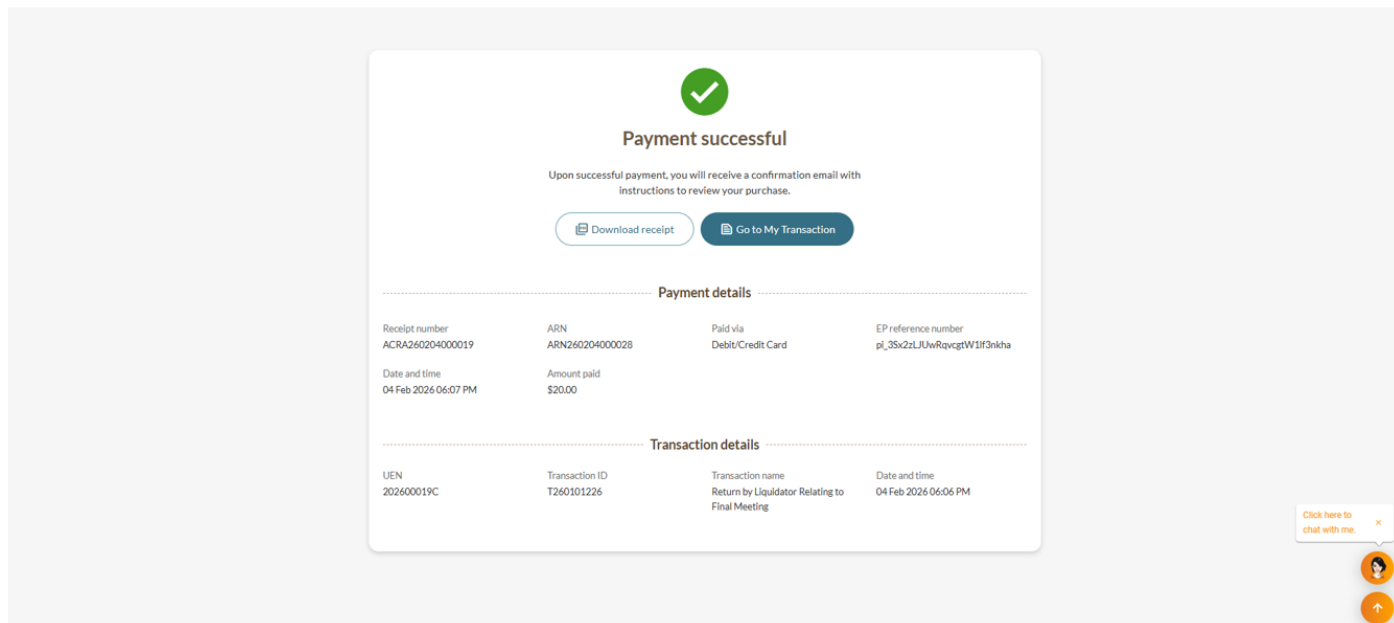 Payment successful
Upon successful payment, you will receive a confirmation email with
instructions to review your purchase.
Download receipt
Go to My Transaction
Payment details
Receipt number
ACRA260204000019
ARN
ARN260204000028
Paid via
Debit/Credit Card
EP reference number
pi_3Sx2zLJUwRqvcgtW1lf3nkha
Date and time
04 Feb 2026 06:07 PM
Amount paid
$20.00
Transaction details
UEN
202600019C
Transaction ID
T260101226
Transaction name
Return by Liquidator Relating to
Final Meeting
Date and time
04 Feb 2026 06:06 PM
Click here to
chat with me.